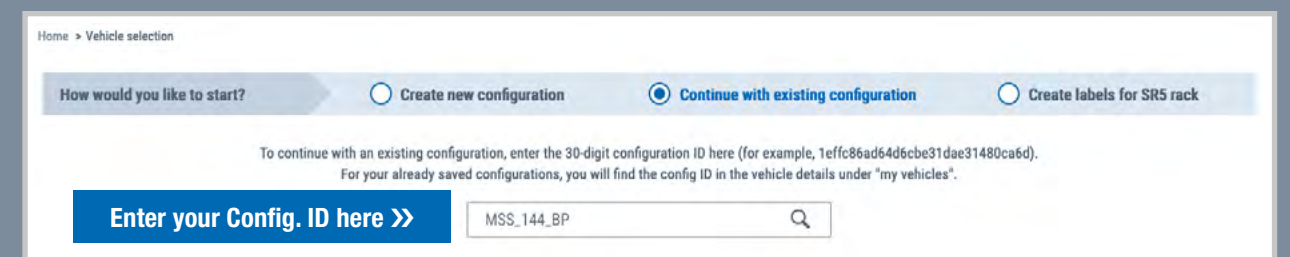 Home > Vehicle selection
How would you like to start? Create new configuration Continue with existing configuration Create labels for SR5 rack
To continue with an existing configuration, enter the 30-digit configuration ID here (for example, 1effc86ad64d6cbe31dae31480ca6d).
For your already saved configurations, you will find the config ID in the vehicle details under "my vehicles".
Enter your Config. ID here »
MSS_144_BP